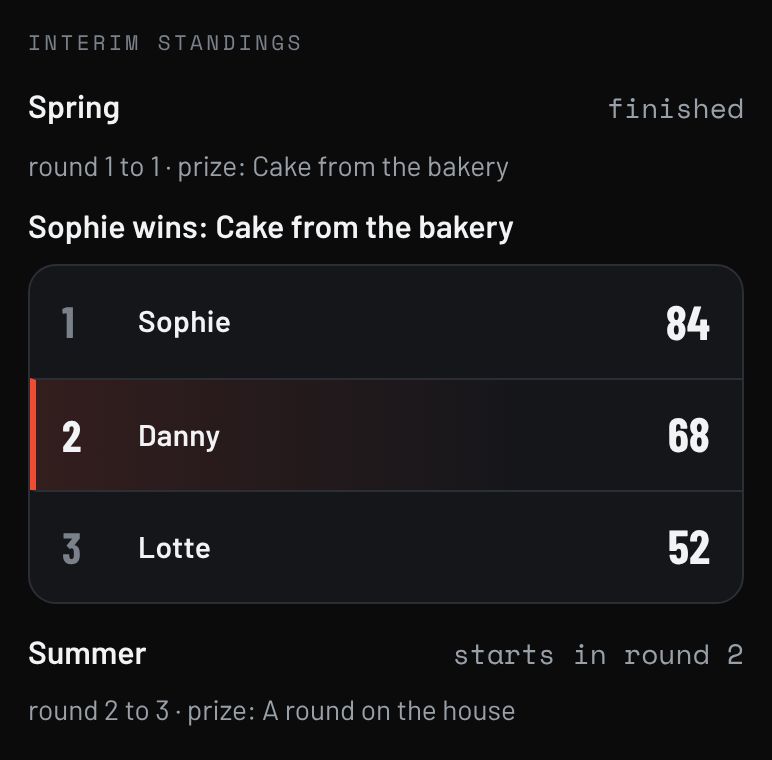 INTERIM STANDINGS
Spring finished
round 1 to 1 · prize: Cake from the bakery
Sophie wins: Cake from the bakery
1 Sophie 84
2 Danny 68
3 Lotte 52
Summer starts in round 2
round 2 to 3 · prize: A round on the house